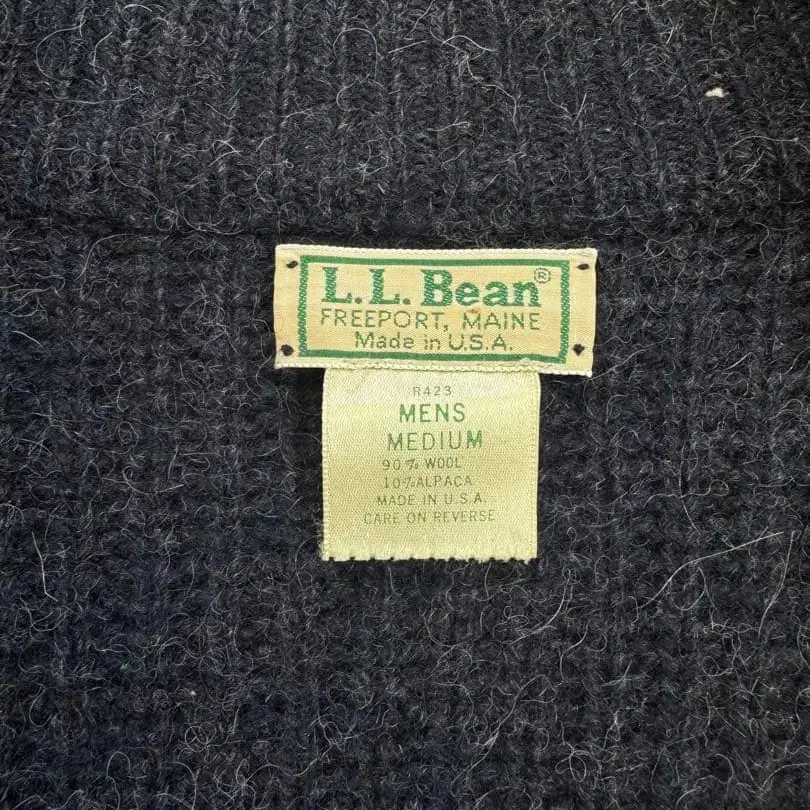 L.L. Bean®
FREEPORT, MAINE
Made in U.S.A.
R423
MENS
MEDIUM
90% WOOL
10% ALPACA
MADE IN U.S.A.
CARE ON REVERSE